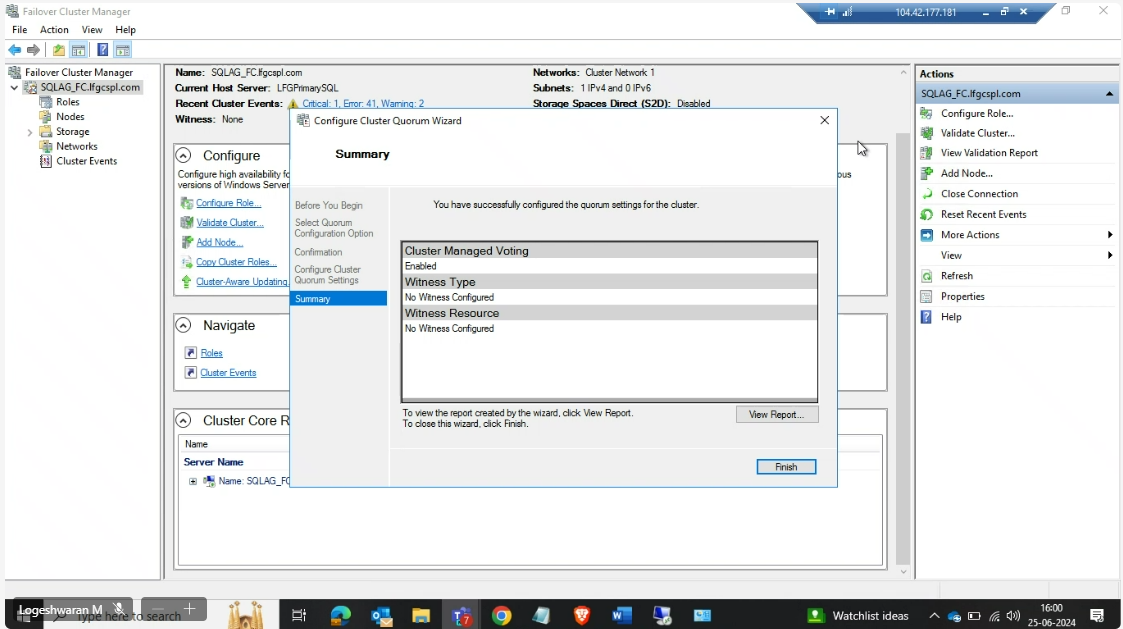 Failover Cluster Manager
104.42.177.181
File Action View Help
Failover Cluster Manager
SQLAG_FC.lfgcspl.com
Roles
Nodes
Storage
Networks
Cluster Events
Name: SQLAG_FC.lfgcspl.com
Networks: Cluster Network 1
Current Host Server: LFGPrimarySQL
Subnets: 1 IPv4 and 0 IPv6
Recent Cluster Events: Critical: 1, Error: 41, Warning: 2
Storage Spaces Direct (S2D): Disabled
Witness: None
Configure
Configure high availability fo
ous
versions of Windows Server
Configure Role...
Validate Cluster...
Add Node...
Copy Cluster Roles...
Cluster-Aware Updating
Navigate
Roles
Cluster Events
Cluster Core R
Name
Server Name
Name: SQLAG_FC
Configure Cluster Quorum Wizard
Summary
Before You Begin
Select Quorum
Configuration Option
Confirmation
Configure Cluster
Quorum Settings
Summary
You have successfully configured the quorum settings for the cluster.
Cluster Managed Voting
Enabled
Witness Type
No Witness Configured
Witness Resource
No Witness Configured
To view the report created by the wizard, click View Report.
To close this wizard, click Finish.
View Report...
Finish
Actions
SQLAG_FC.lfgcspl.com
Configure Role...
Validate Cluster...
View Validation Report
Add Node...
Close Connection
Reset Recent Events
More Actions
View
Refresh
Properties
Help
Logeshwaran M
Type here to search
7
Watchlist ideas
16:00
25-06-2024